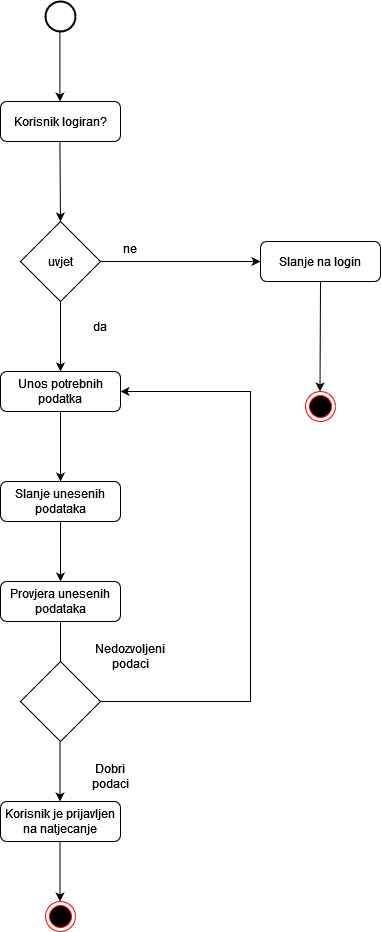 Korisnik logiran?
uvjet
ne
Slanje na login
da
Unos potrebnih
podatka
Slanje unesenih
podataka
Provjera unesenih
podataka
Nedozvoljeni
podaci
Dobri
podaci
Korisnik je prijavljen
na natjecanje